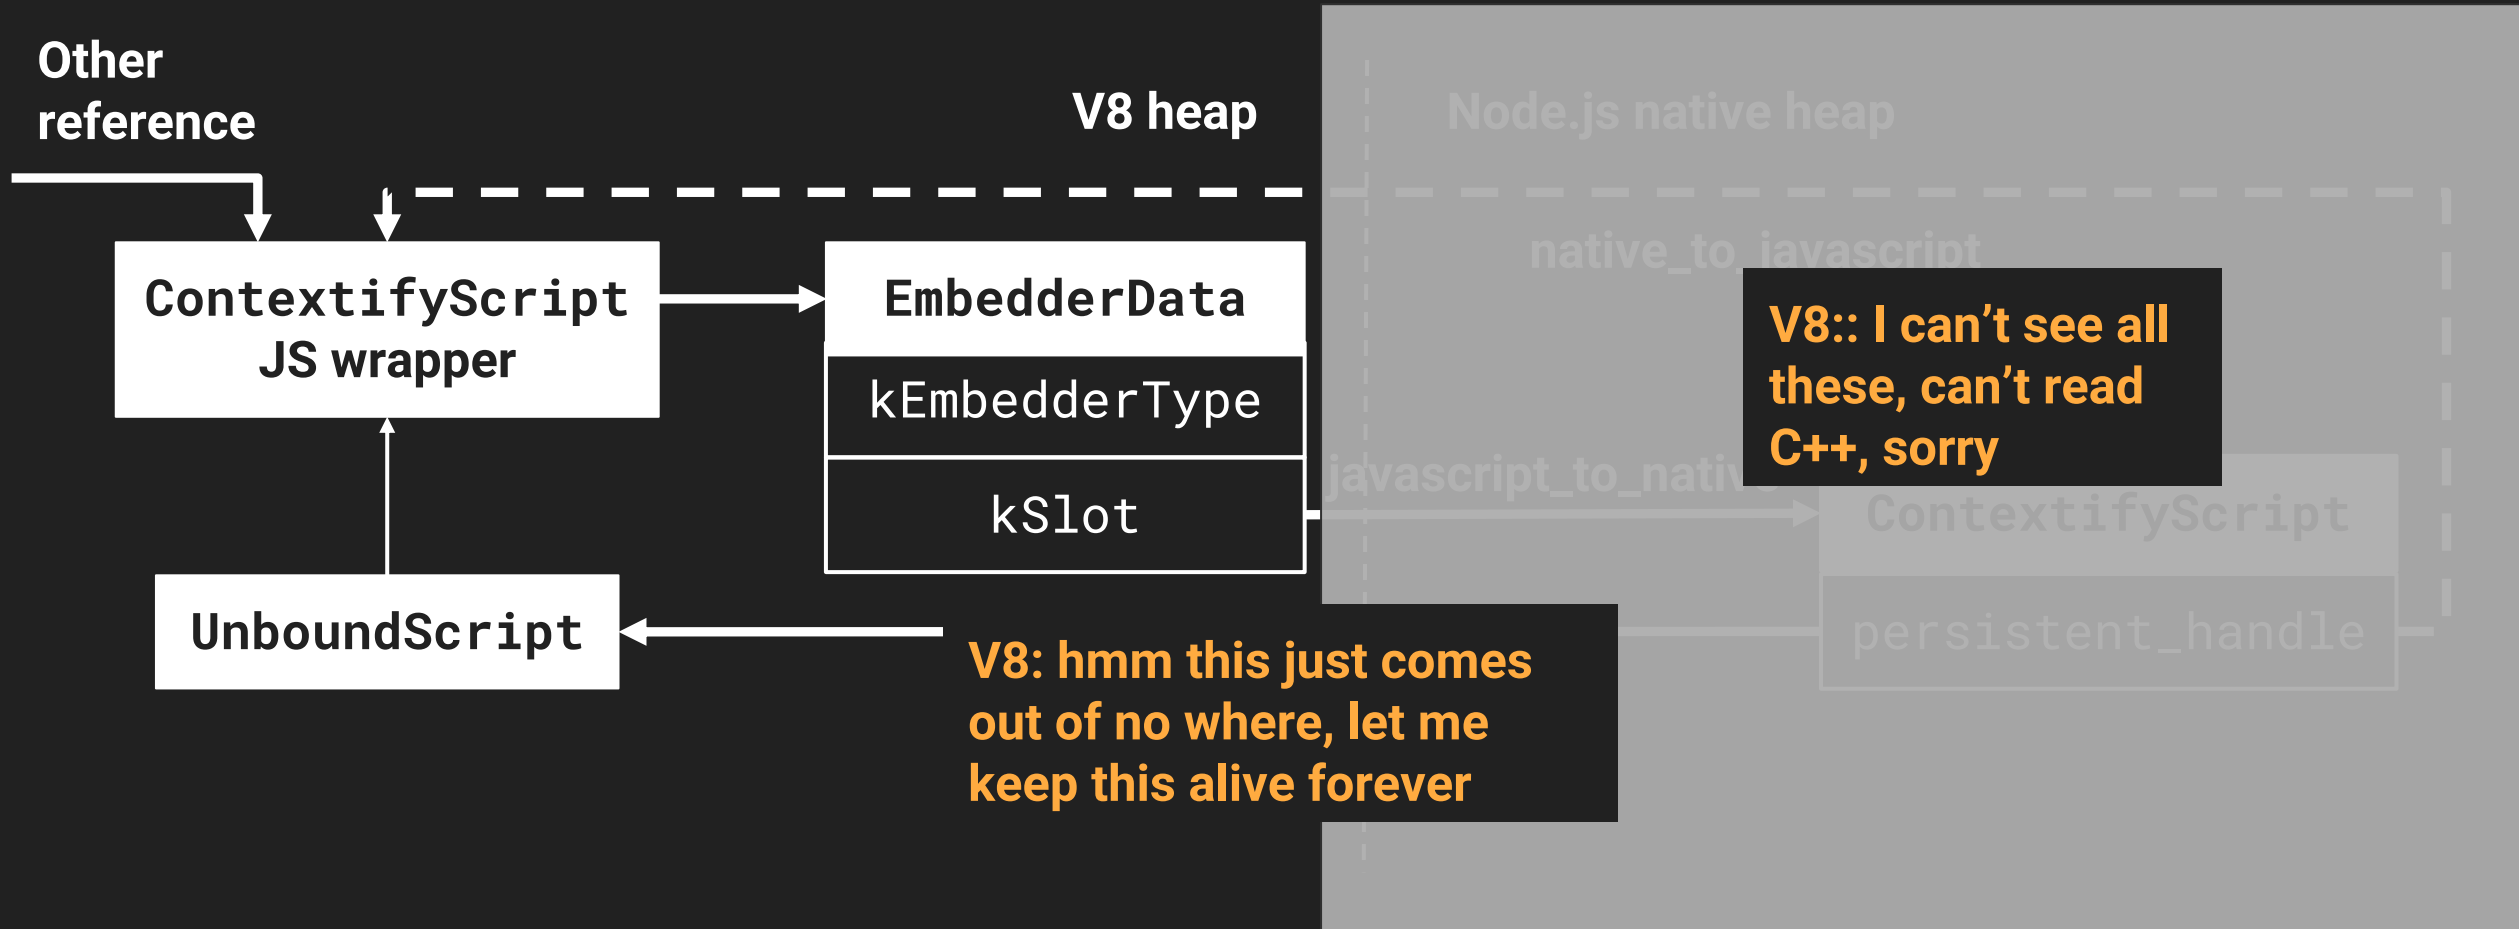 Other
reference
V8 heap
Node.js native heap
native_to_javascript
ContextifyScript
JS wrapper
EmbedderData
kEmbedderType
kSlot
V8:: I can't see all
these, can't read
C++, sorry
javascript_to_native
ContextifyScript
persistent_handle
UnboundScript
V8: hmm this just comes
out of no where, let me
keep this alive forever